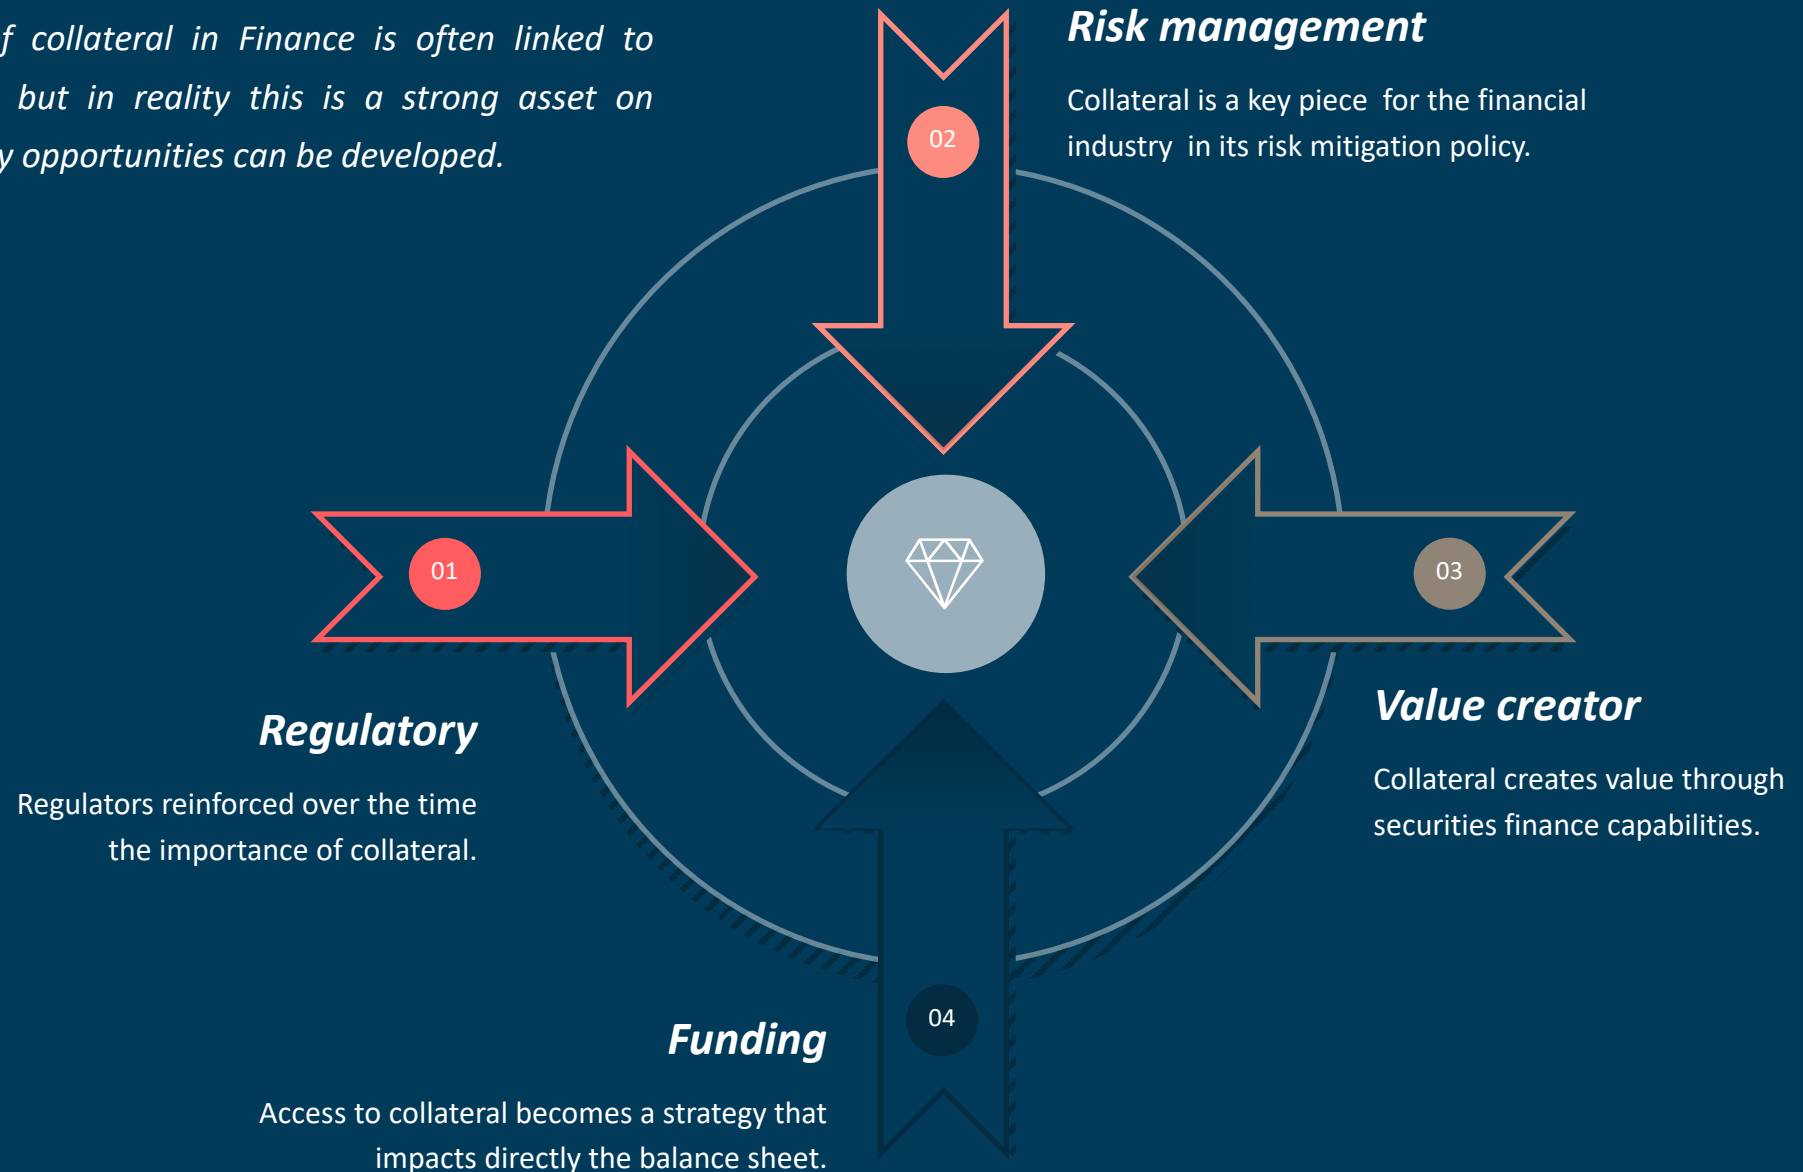 collateral in Finance is often linked to
but in reality this is a strong asset on
opportunities can be developed.
Risk management
Collateral is a key piece for the financial
industry in its risk mitigation policy.
02
01
03
Regulatory
Regulators reinforced over the time
the importance of collateral.
Value creator
Collateral creates value through
securities finance capabilities.
04
Funding
Access to collateral becomes a strategy that
impacts directly the balance sheet.